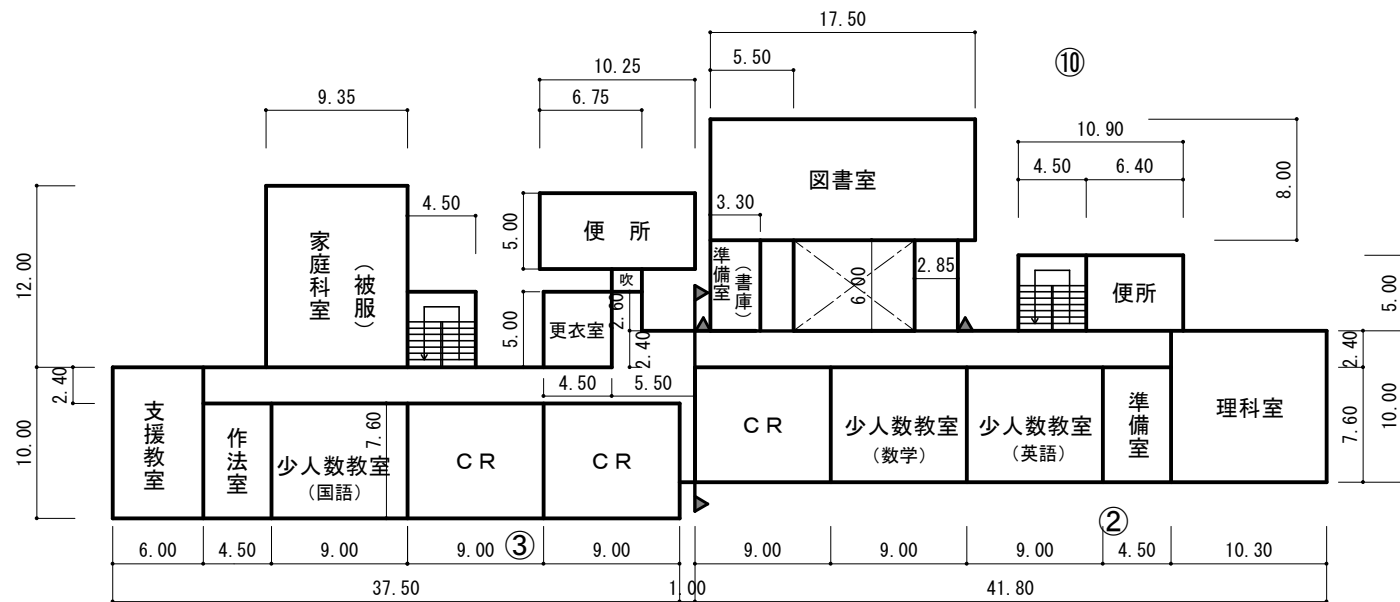 17.50
⑩
10.25
5.50
9.35
6.75
10.90
4.50
6.40
図書室
8.00
4.50
3.30
5.00
便 所
家庭科室
（被服）
12.00
準備室
（書庫）
6.00
2.85
吹
便所
5.00
5.00
更衣室
2.60
2.40
2.40
2.40
4.50
5.50
支援教室
作法室
7.60
少人数教室
（国語）
ＣＲ
ＣＲ
10.00
ＣＲ
少人数教室
（数学）
少人数教室
（英語）
準備室
理科室
7.60
10.00
6.00
4.50
9.00
9.00
③
9.00
9.00
9.00
9.00
②
4.50
10.30
37.50
1.00
41.80